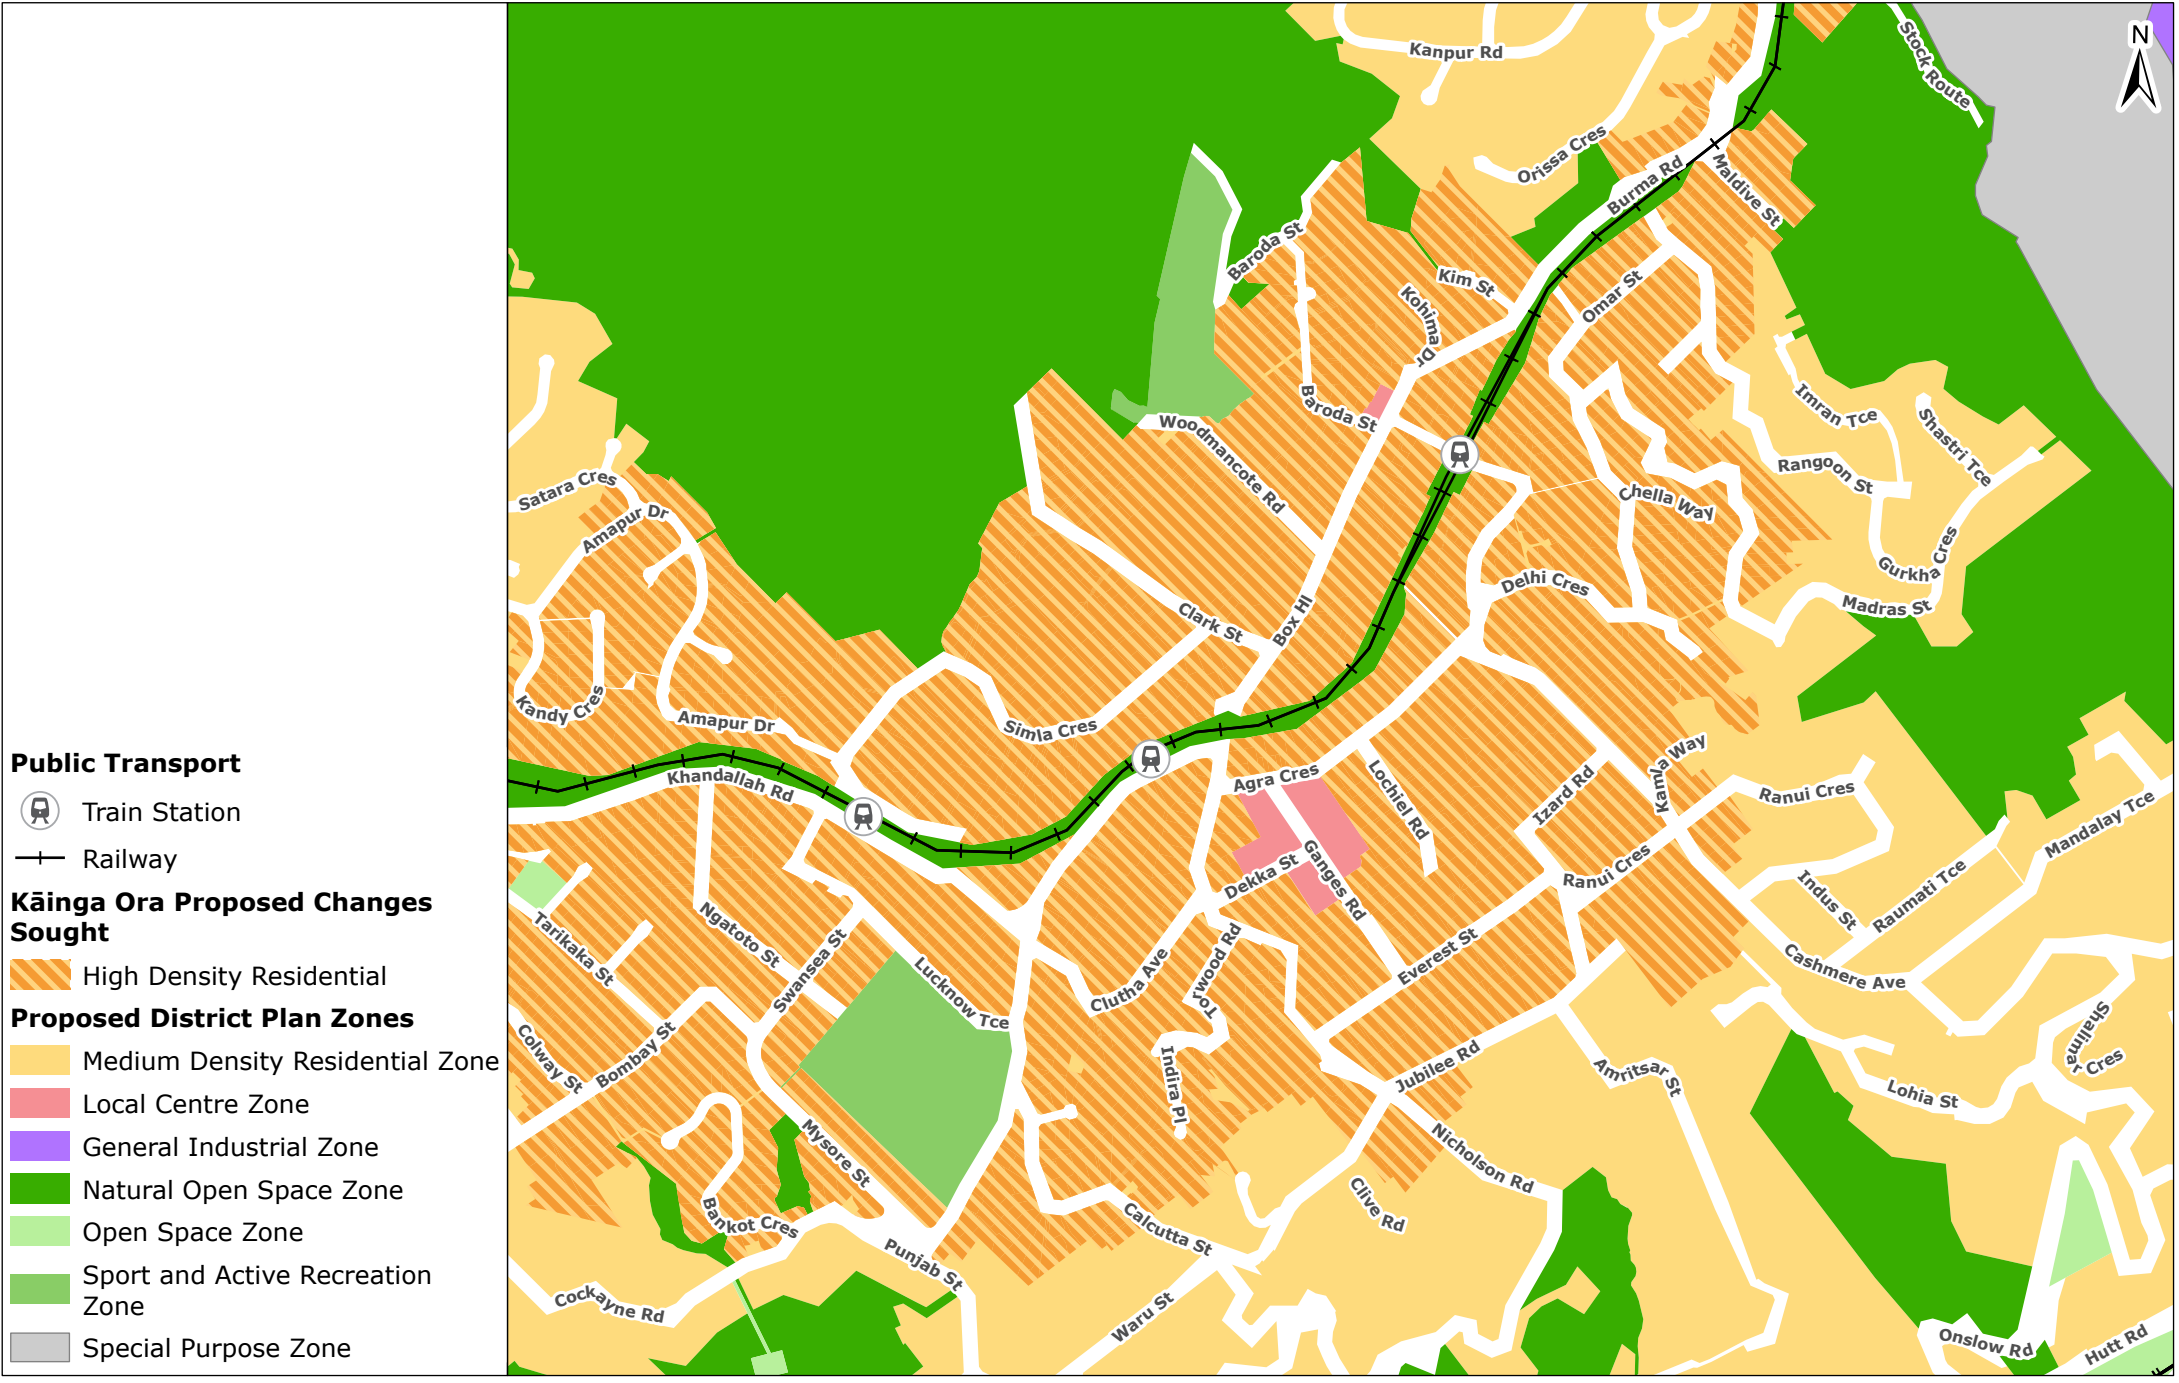 Public Transport
Train Station
Railway
Kāinga Ora Proposed Changes
Sought
High Density Residential
Proposed District Plan Zones
Medium Density Residential Zone
Local Centre Zone
General Industrial Zone
Natural Open Space Zone
Open Space Zone
Sport and Active Recreation
Zone
Special Purpose Zone
N
Kanpur Rd
Stock Route
Orissa Cres
Burma Rd
Maldive St
Baroda St
Kim St
Kohima Dr
Omar St
Baroda St
Woodmancote Rd
Imran Tce
Shastri Tce
Rangoon St
Satara Cres
Amapur Dr
Chella Way
Gurkha Cres
Delhi Cres
Madras St
Clark St
Box Hl
Kandy Cres
Amapur Dr
Simla Cres
Khandallah Rd
Agra Cres
Lochiel Rd
Izard Rd
Kamla Way
Ranui Cres
Mandalay Tce
Ganges Rd
Dekka St
Ranui Cres
Indus St
Raumati Tce
Tarikaka St
Ngatoto St
Swansea St
Lucknow Tce
Clutha Ave
Torwood Rd
Everest St
Cashmere Ave
Colway St
Bombay St
Indira Pl
Jubilee Rd
Amritsar St
Shalimar Cres
Lohia St
Mysore St
Nicholson Rd
Clive Rd
Bankot Cres
Calcutta St
Punjab St
Cockayne Rd
Waru St
Onslow Rd
Hutt Rd